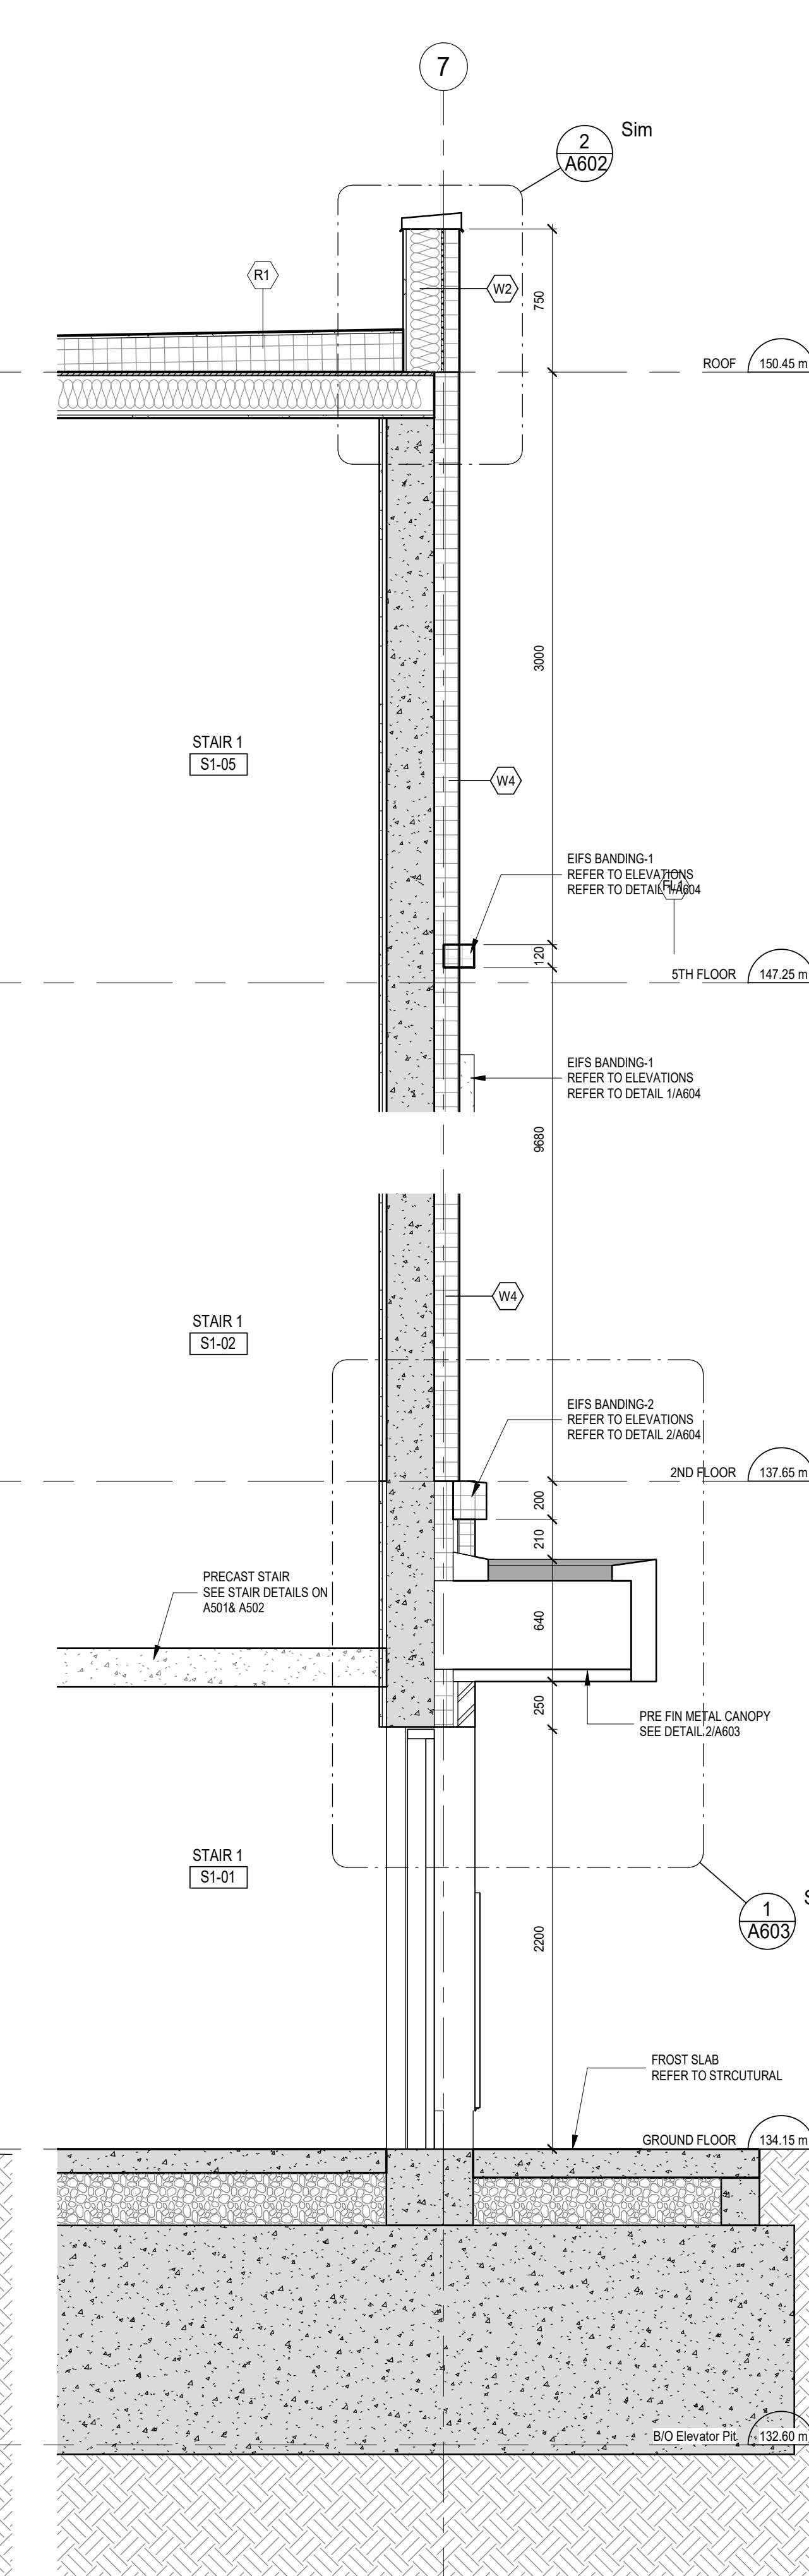 7
2
A602
Sim
R1
W2
750
ROOF
150.45 m
3000
STAIR 1
S1-05
W4
EIFS BANDING-1
REFER TO ELEVATIONS
REFER TO DETAIL 1/A604
120
5TH FLOOR
147.25 m
EIFS BANDING-1
REFER TO ELEVATIONS
REFER TO DETAIL 1/A604
9680
W4
STAIR 1
S1-02
EIFS BANDING-2
REFER TO ELEVATIONS
REFER TO DETAIL 2/A604
2ND FLOOR
137.65 m
200
210
PRECAST STAIR
SEE STAIR DETAILS ON
A501& A502
640
250
PRE FIN METAL CANOPY
SEE DETAIL 2/A603
STAIR 1
S1-01
1
A603
2200
FROST SLAB
REFER TO STRCUTURAL
GROUND FLOOR
134.15 m
B/O Elevator Pit
132.60 m